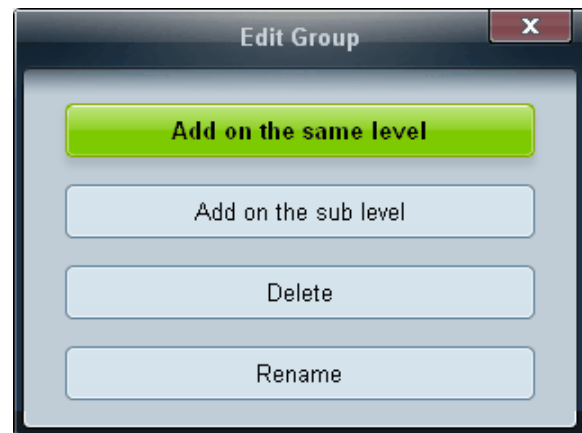 Edit Group
x
Add on the same level
Add on the sub level
Delete
Rename